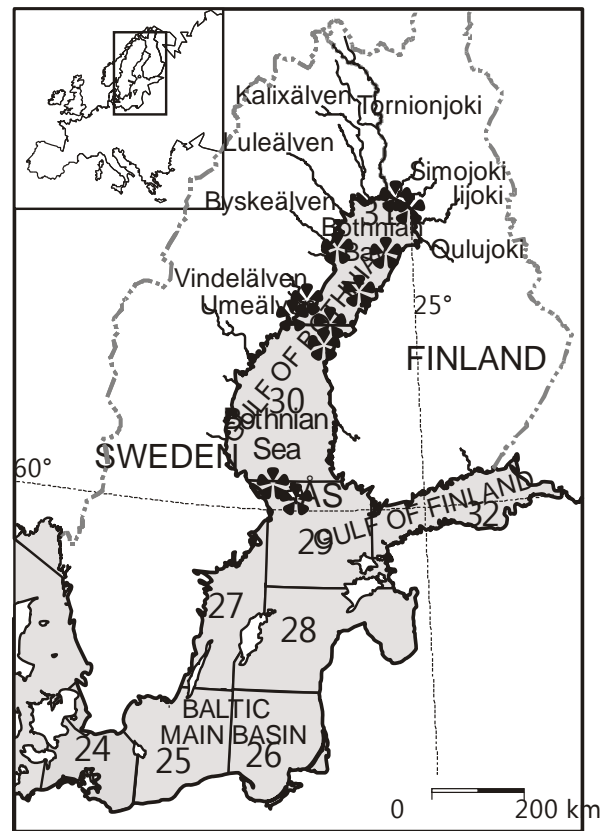 Kalixälven
Tornionjoki
Luleälven
Simojoki
Iijoki
Byskeälven
31
Bothnian
Bay
Oulujoki
Vindelälven
Umeälven
25°
GULF OF BOTHNIA
FINLAND
30
Bothnian
Sea
SWEDEN
60°
ÅS
GULF OF FINLAND
32
29
27
28
BALTIC
MAIN BASIN
24
25
26
0
200 km